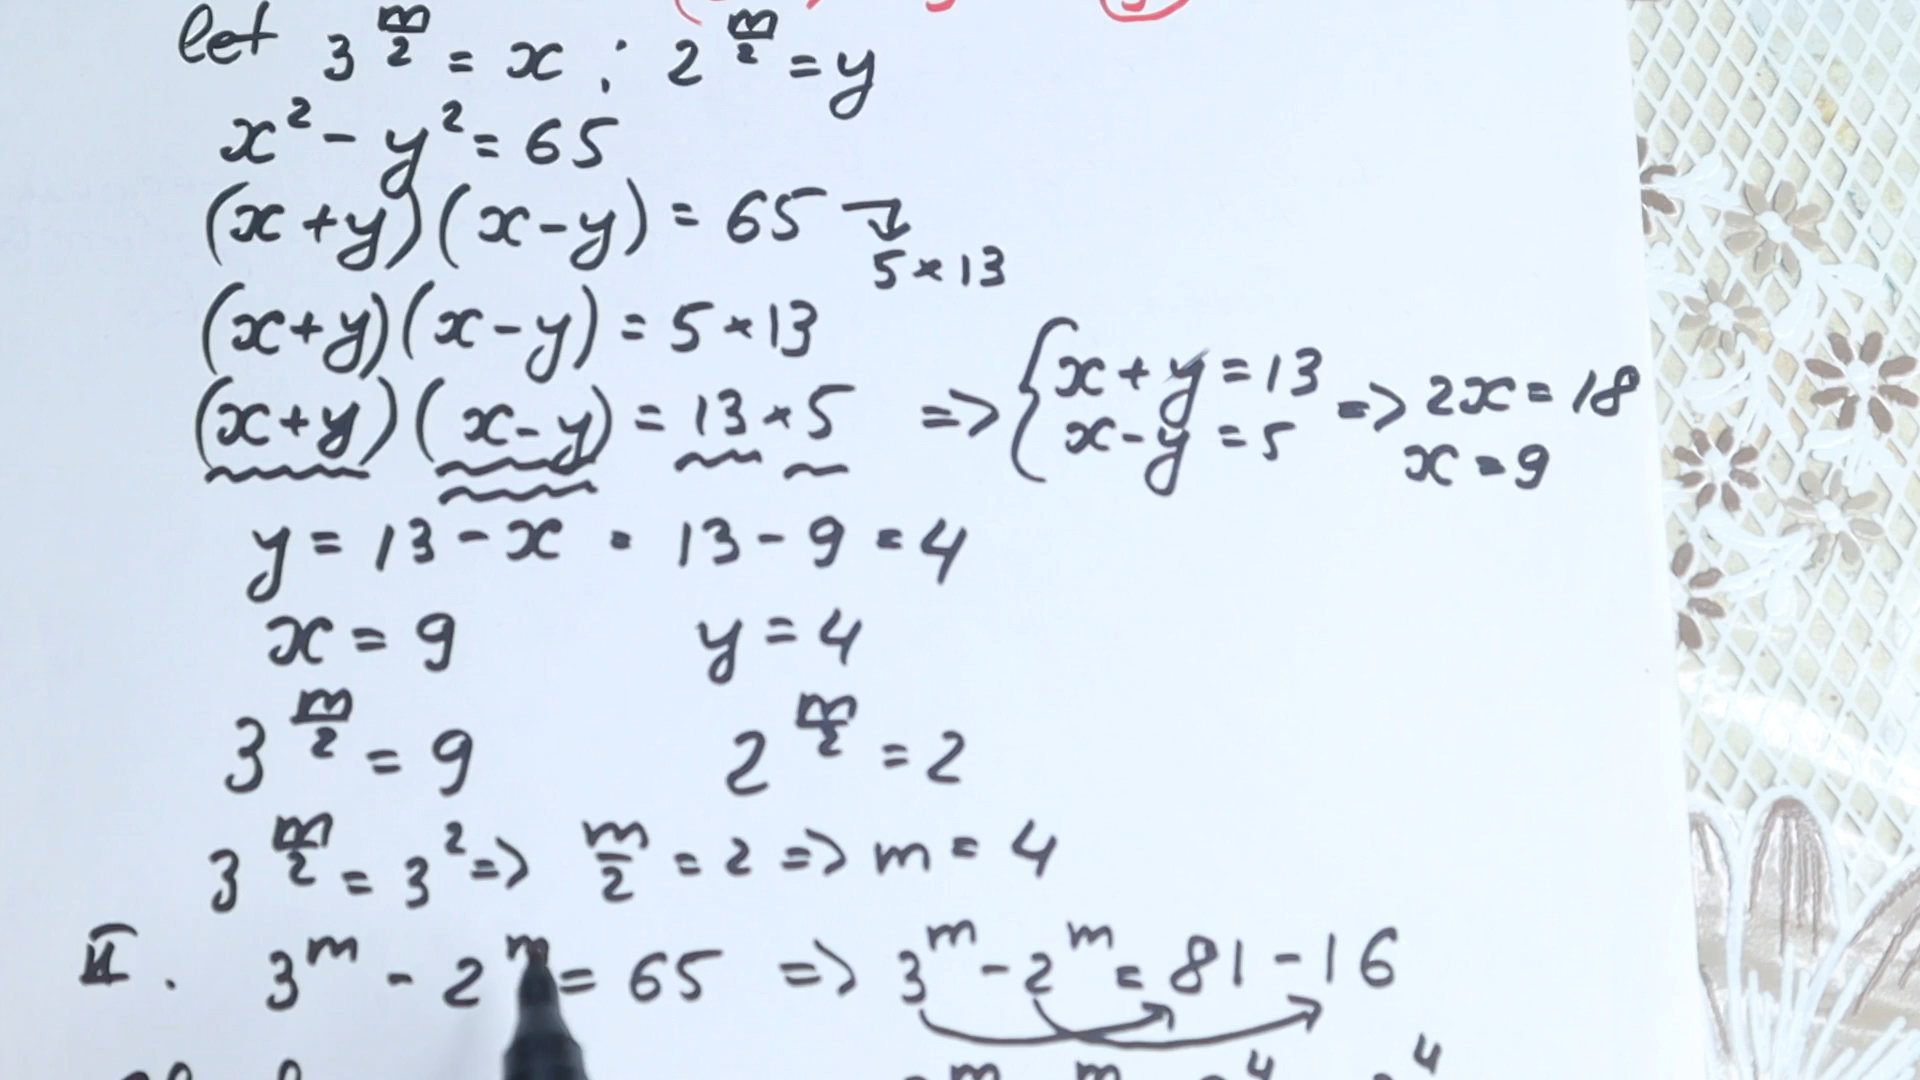 let 3^(m/2) = x ; 2^(m/2) = y
x² - y² = 65
(x+y)(x-y) = 65 ↴
5*13
(x+y)(x-y) = 5*13
(x+y)(x-y) = 13*5 => { x+y = 13 => 2x = 18
x-y = 5 x = 9
y = 13 - x = 13 - 9 = 4
x = 9 y = 4
3^(m/2) = 9 2^(m/2) = 2
3^(m/2) = 3² => m/2 = 2 => m = 4
II. 3^m - 2^m = 65 => 3^m - 2^m = 81 - 16